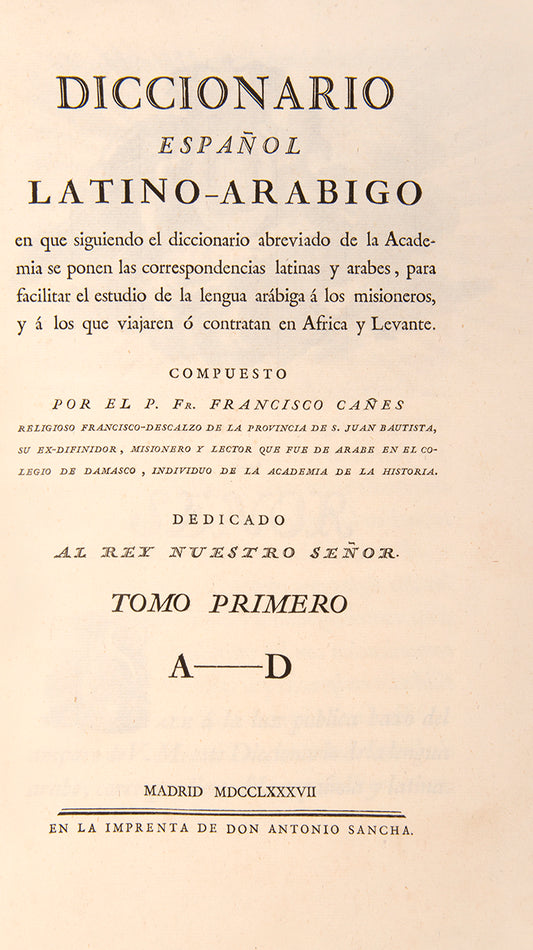 DICCIONARIO
ESPAÑOL
LATINO-ARABIGO
en que siguiendo el diccionario abreviado de la Acade-
mia se ponen las correspondencias latinas y arabes, para
facilitar el estudio de la lengua arábiga á los misioneros,
y á los que viajaren ó contratan en Africa y Levante.
COMPUESTO
POR EL P. Fr. FRANCISCO CAÑES
RELIGIOSO FRANCISCO-DESCALZO DE LA PROVINCIA DE S. JUAN BAUTISTA,
SU EX-DIFINIDOR, MISIONERO Y LECTOR QUE FUE DE ARABE EN EL CO-
LEGIO DE DAMASCO, INDIVIDUO DE LA ACADEMIA DE LA HISTORIA.
DEDICADO
AL REY NUESTRO SEÑOR.
TOMO PRIMERO
A——D
MADRID MDCCLXXXVII
EN LA IMPRENTA DE DON ANTONIO SANCHA.